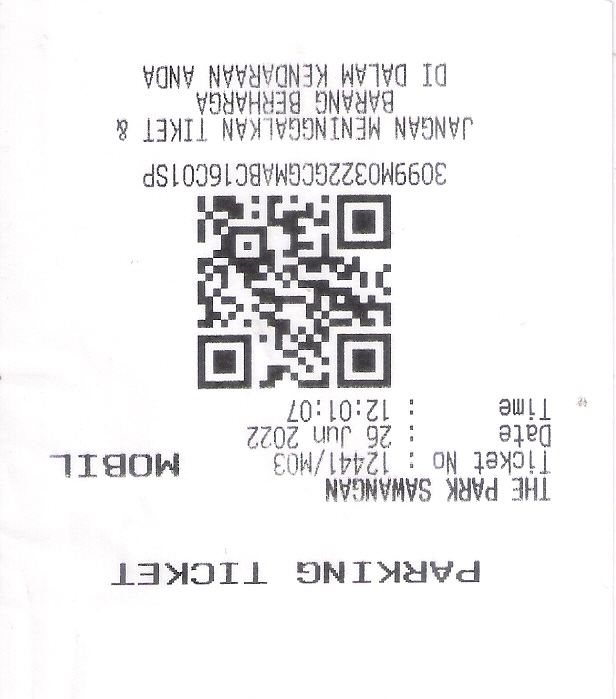 PARKING TICKET
THE PARK SAWANGAN
Ticket No : 12441/M03
MOBIL
Date : 26 Jun 2022
Time : 12:01:07
3099M0322GCGMABC16C01SP
JANGAN MENINGGALKAN TIKET &
BARANG BERHARGA
DI DALAM KENDARAAN ANDA